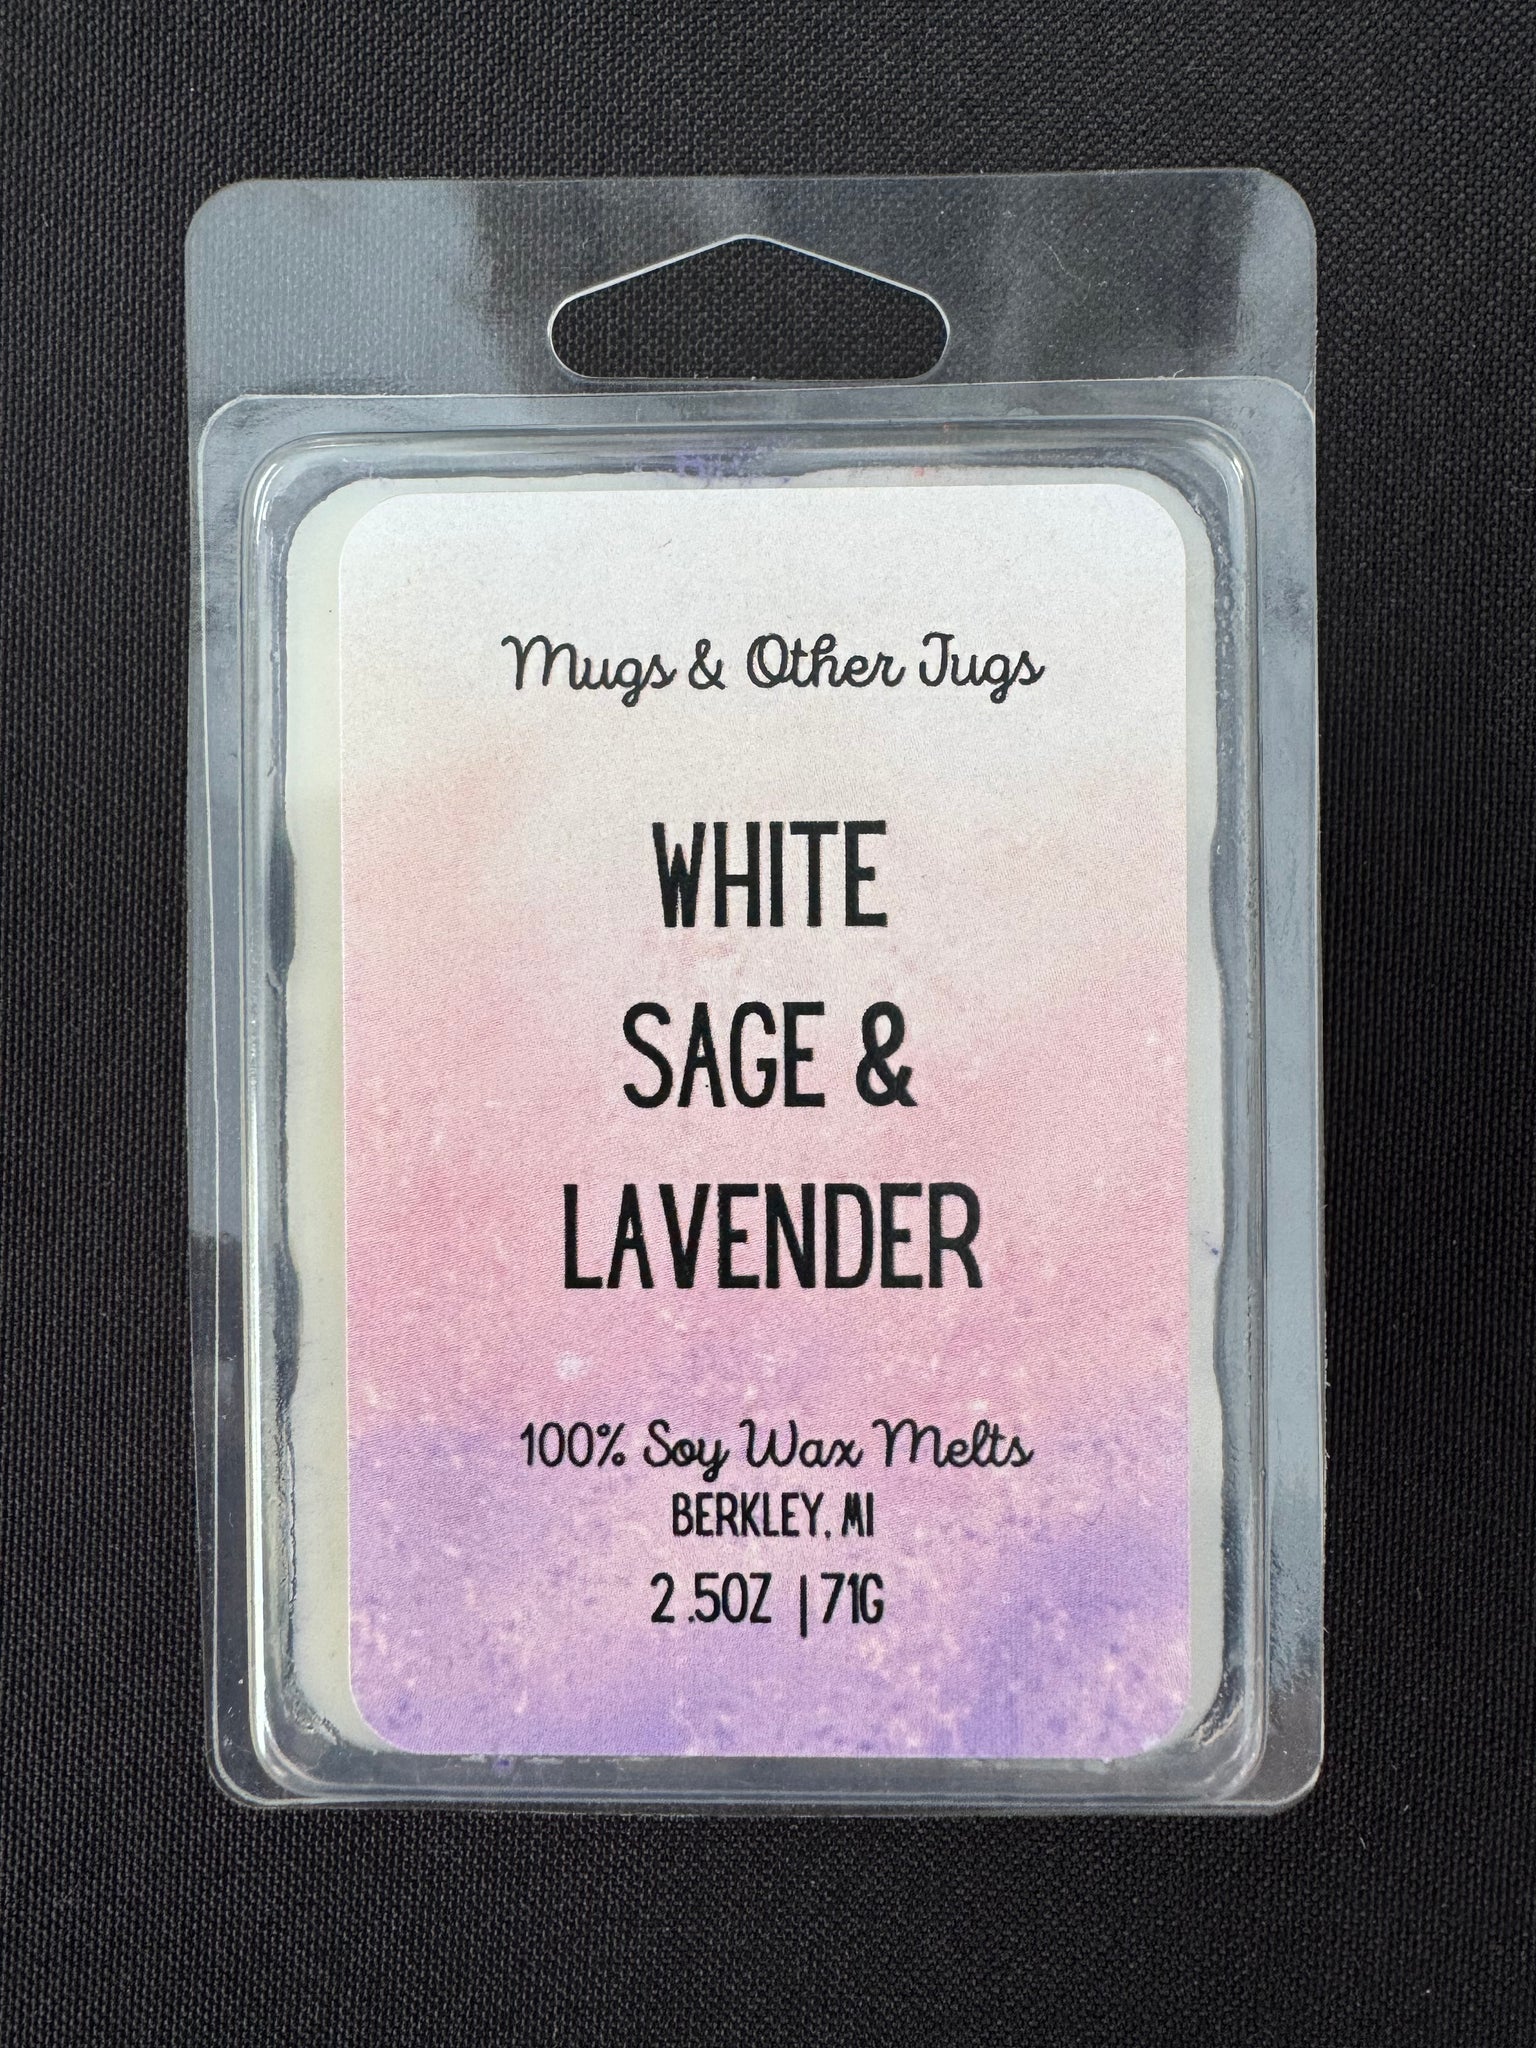 Mugs & Other Jugs
WHITE
SAGE &
LAVENDER
100% Soy Wax Melts
BERKLEY, MI
2.5OZ | 71G